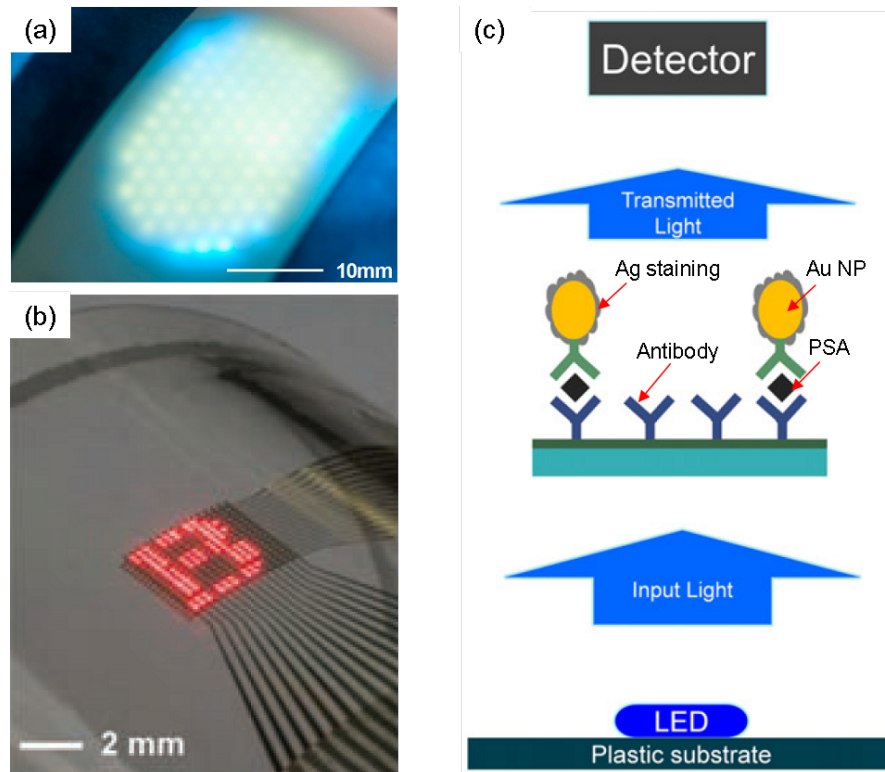 (a)
10mm
(b)
2 mm
(c)
Detector
Transmitted
Light
Ag staining
Au NP
Antibody
PSA
Input Light
LED
Plastic substrate